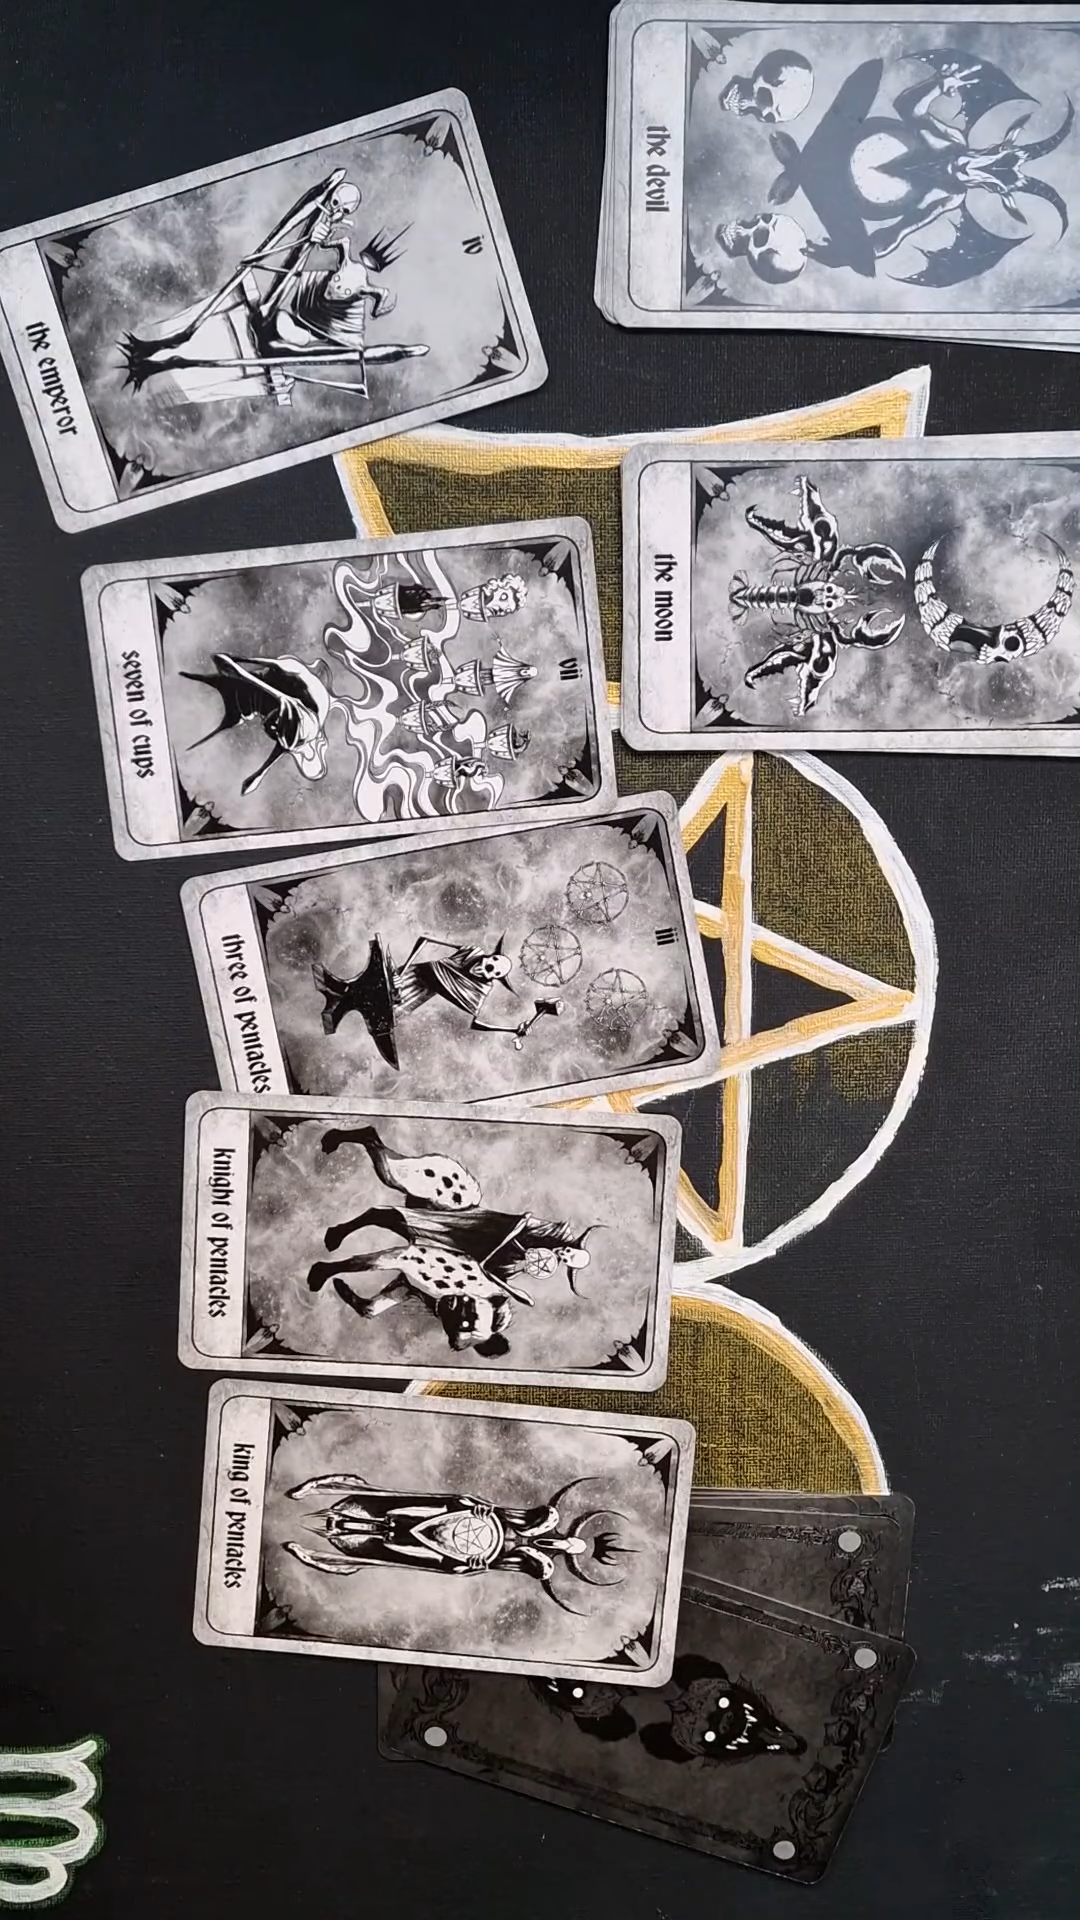 the devil
iv
the emperor
the moon
vii
seven of cups
iii
three of pentacles
knight of pentacles
king of pentacles